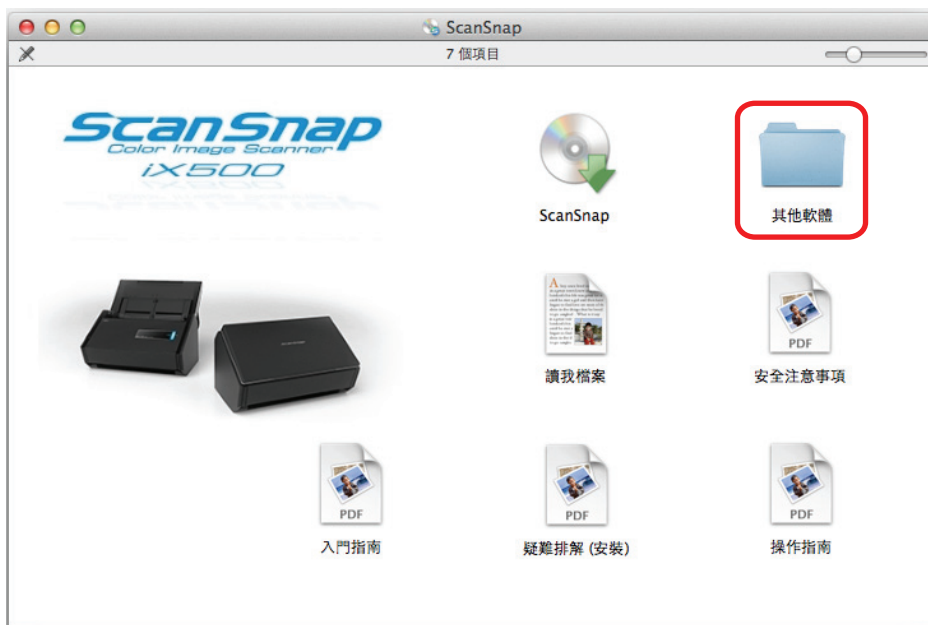 ScanSnap
7 個項目
ScanSnap
Color Image Scanner
iX500
ScanSnap
其他軟體
讀我檔案
安全注意事項
PDF
入門指南
PDF
疑難排解 (安裝)
PDF
操作指南
PDF